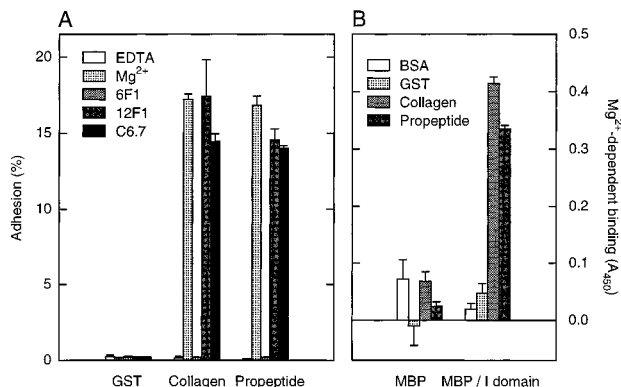 A
EDTA
Mg2+
6F1
12F1
C6.7
Adhesion (%)
20
15
10
5
0
GST Collagen Propeptide
B
BSA
GST
Collagen
Propeptide
0.5
0.4
0.3
0.2
0.1
0.0
Mg2+-dependent binding (A450)
MBP MBP / I domain